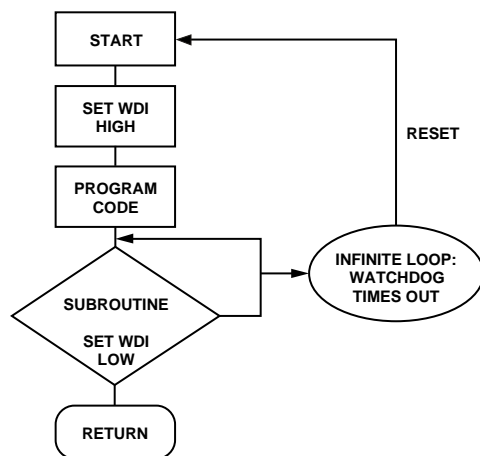 START
SET WDI
HIGH
PROGRAM
CODE
SUBROUTINE
SET WDI
LOW
RETURN
RESET
INFINITE LOOP:
WATCHDOG
TIMES OUT